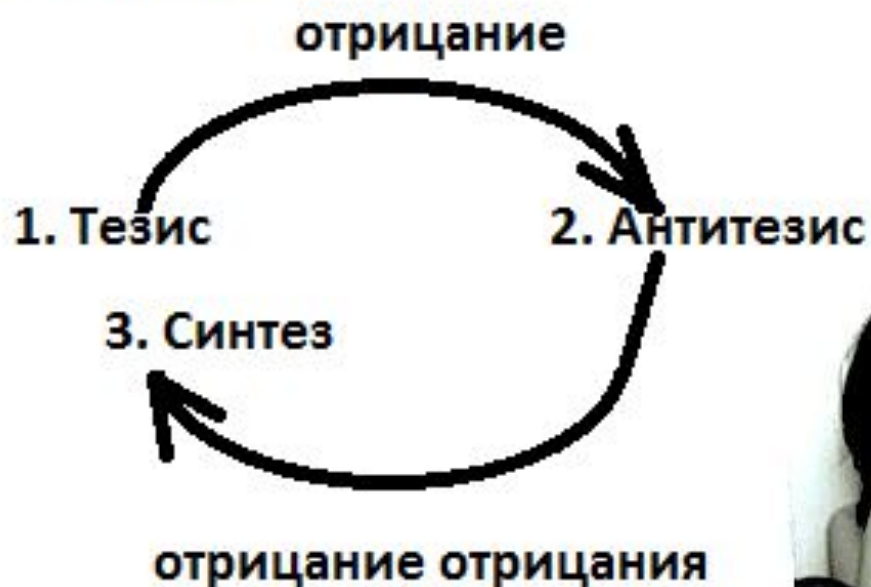 отрицание
1. Тезис
2. Антитезис
3. Синтез
отрицание отрицания